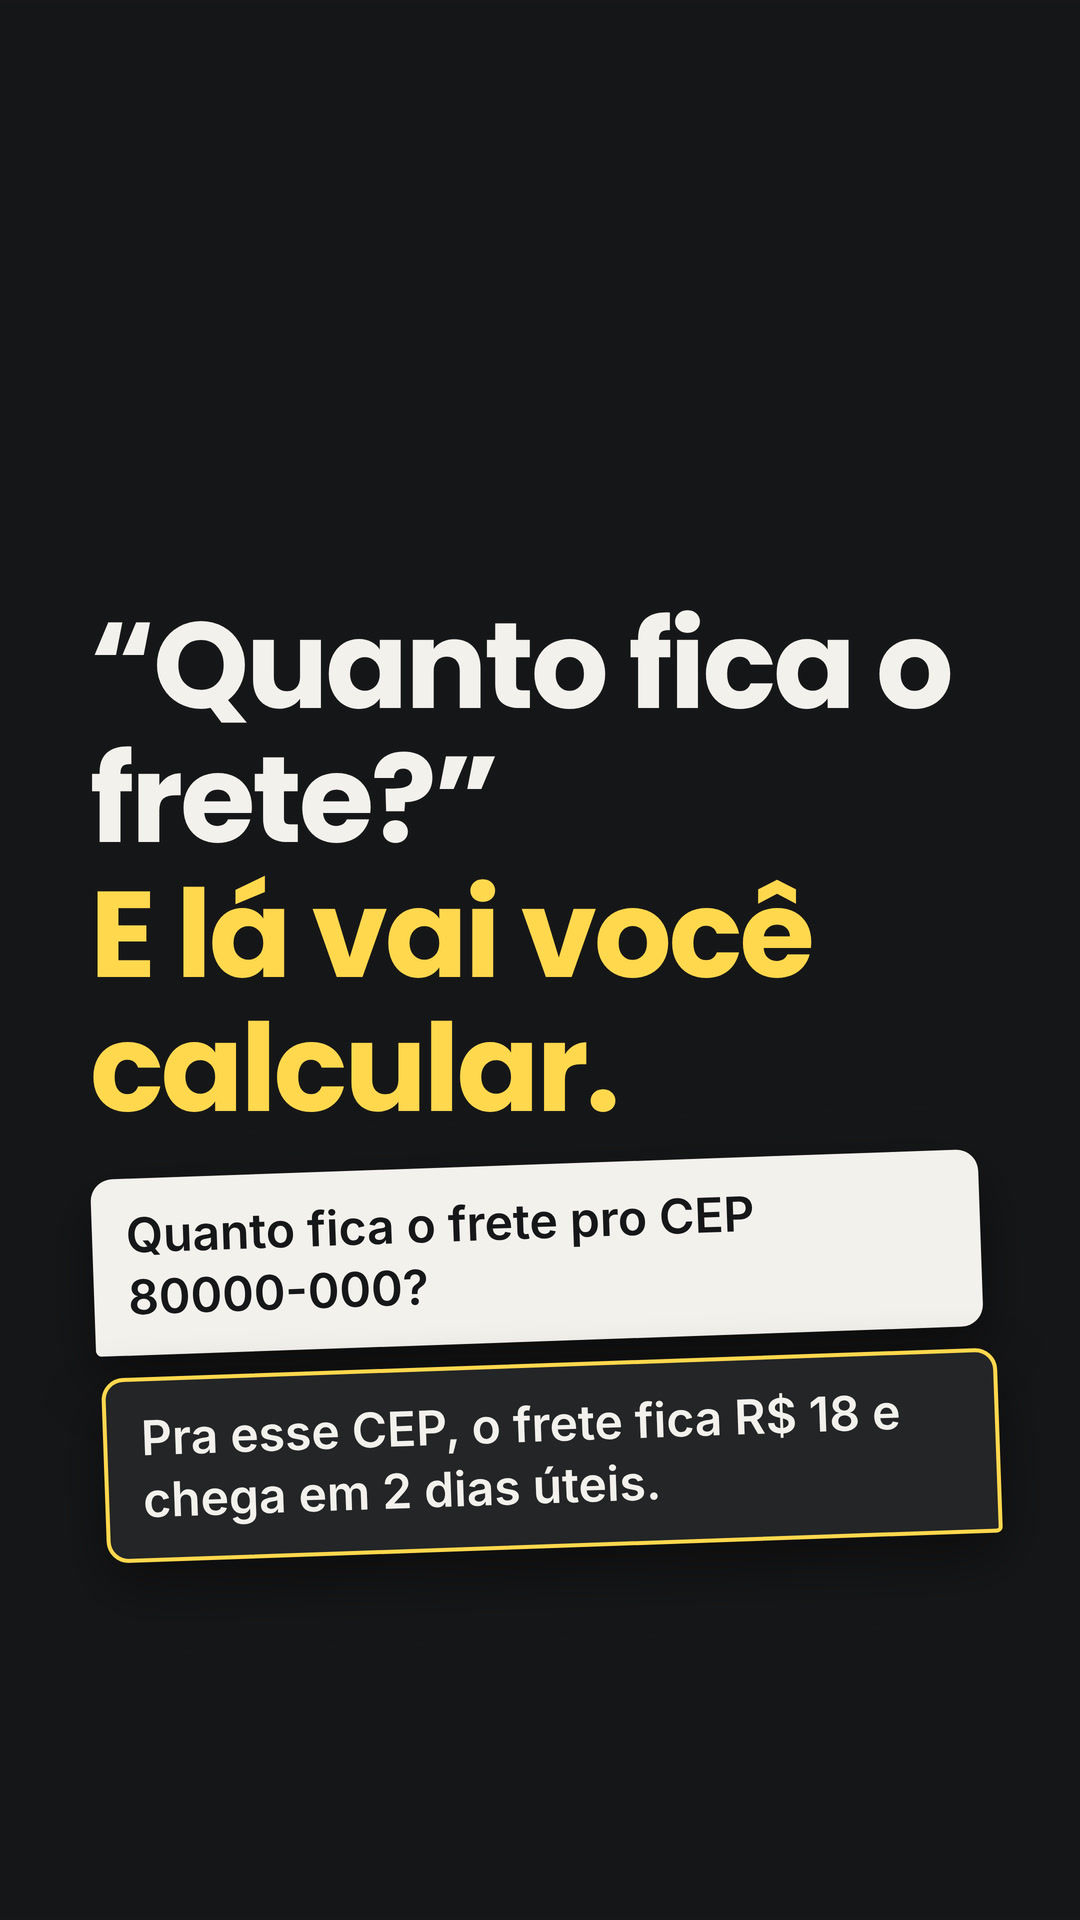 “Quanto fica o
frete?”
E lá vai você
calcular.
Quanto fica o frete pro CEP
80000-000?
Pra esse CEP, o frete fica R$ 18 e
chega em 2 dias úteis.